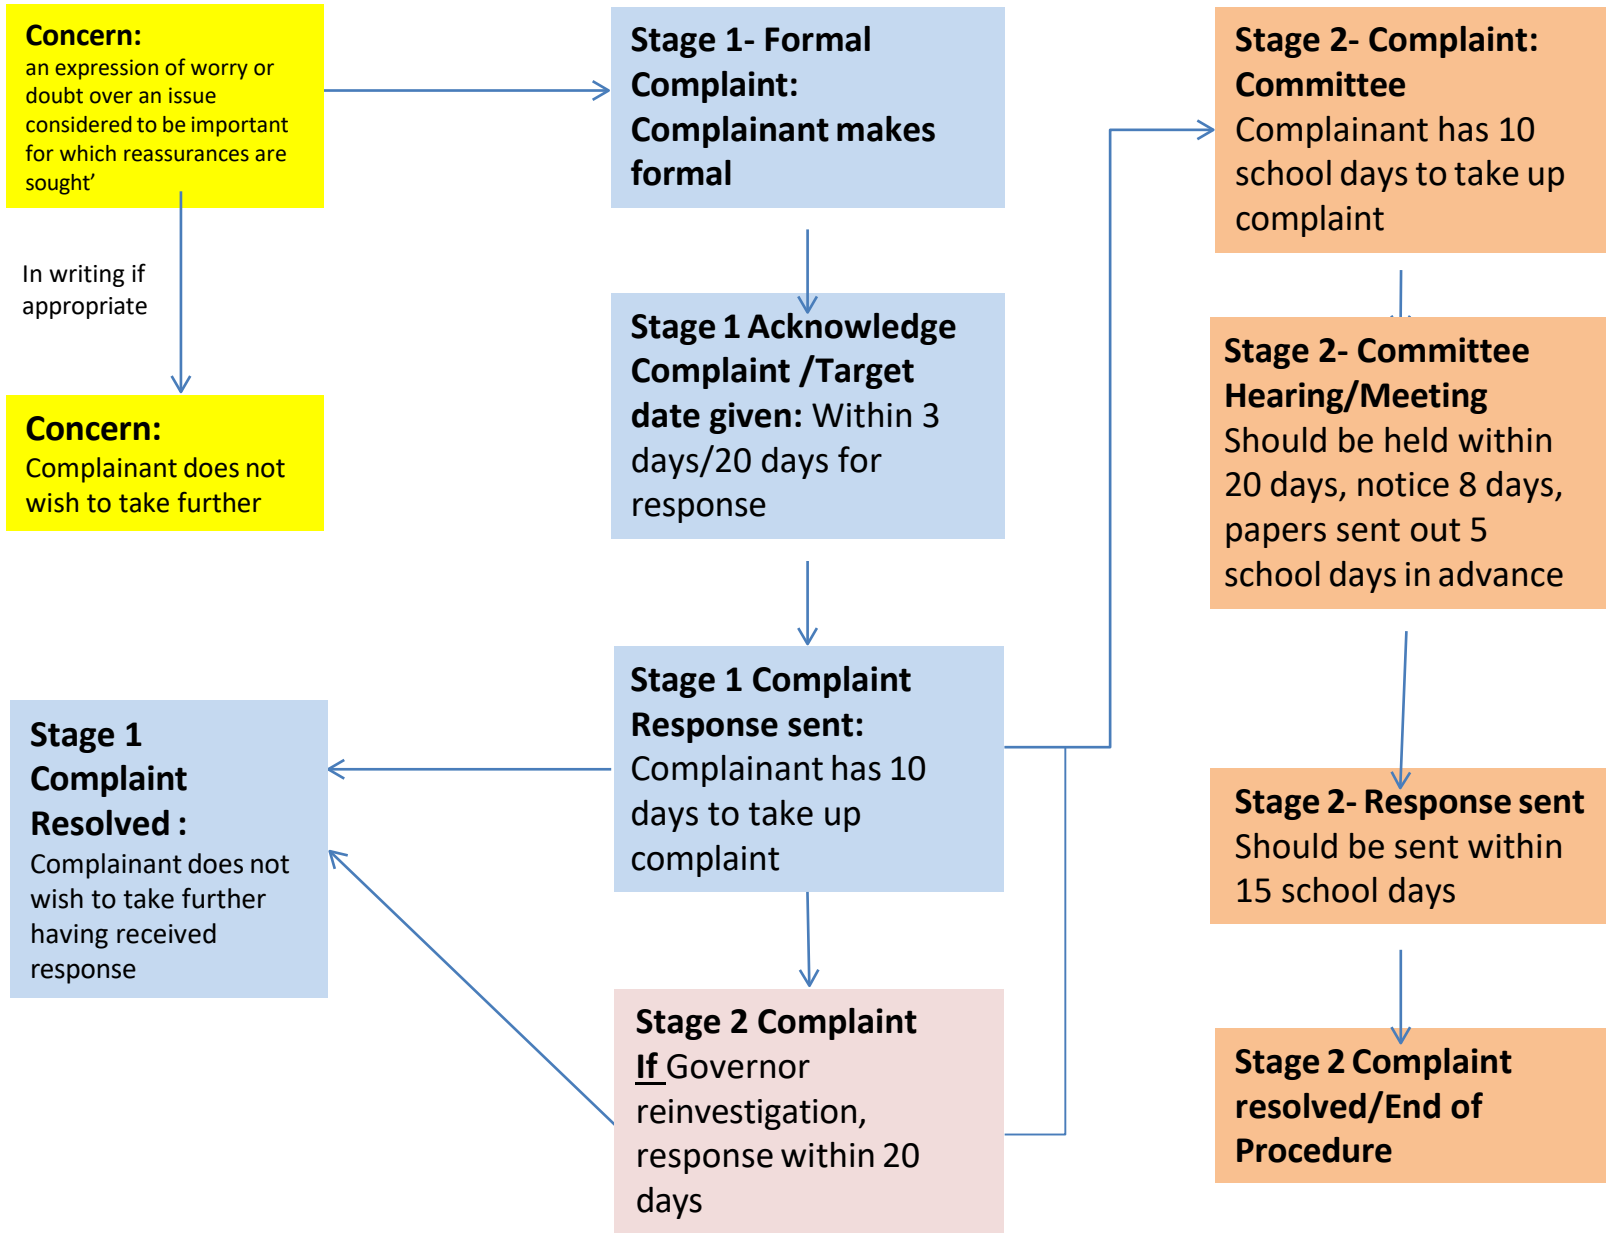 Concern:
an expression of worry or
doubt over an issue
considered to be important
for which reassurances are
sought’
In writing if
appropriate
Concern:
Complainant does not
wish to take further
Stage 1- Formal
Complaint:
Complainant makes
formal
Stage 1 Acknowledge
Complaint /Target
date given: Within 3
days/20 days for
response
Stage 1 Complaint
Response sent:
Complainant has 10
days to take up
complaint
Stage 1
Complaint
Resolved :
Complainant does not
wish to take further
having received
response
Stage 2 Complaint
If Governor
reinvestigation,
response within 20
days
Stage 2- Complaint:
Committee
Complainant has 10
school days to take up
complaint
Stage 2- Committee
Hearing/Meeting
Should be held within
20 days, notice 8 days,
papers sent out 5
school days in advance
Stage 2- Response sent
Should be sent within
15 school days
Stage 2 Complaint
resolved/End of
Procedure